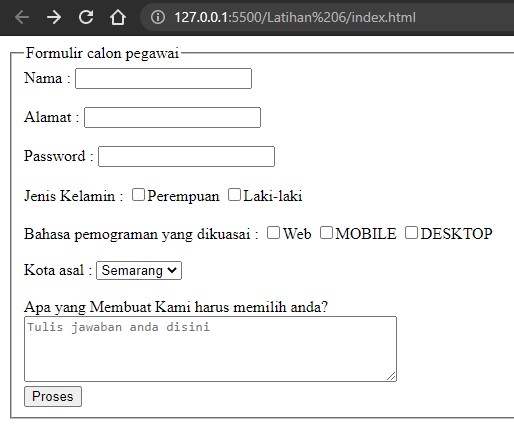 127.0.0.1:5500/Latihan%206/index.html
Formulir calon pegawai
Nama :
Alamat :
Password :
Jenis Kelamin : Perempuan Laki-laki
Bahasa pemograman yang dikuasai : Web MOBILE DESKTOP
Kota asal : Semarang
Apa yang Membuat Kami harus memilih anda?
Tulis jawaban anda disini
Proses